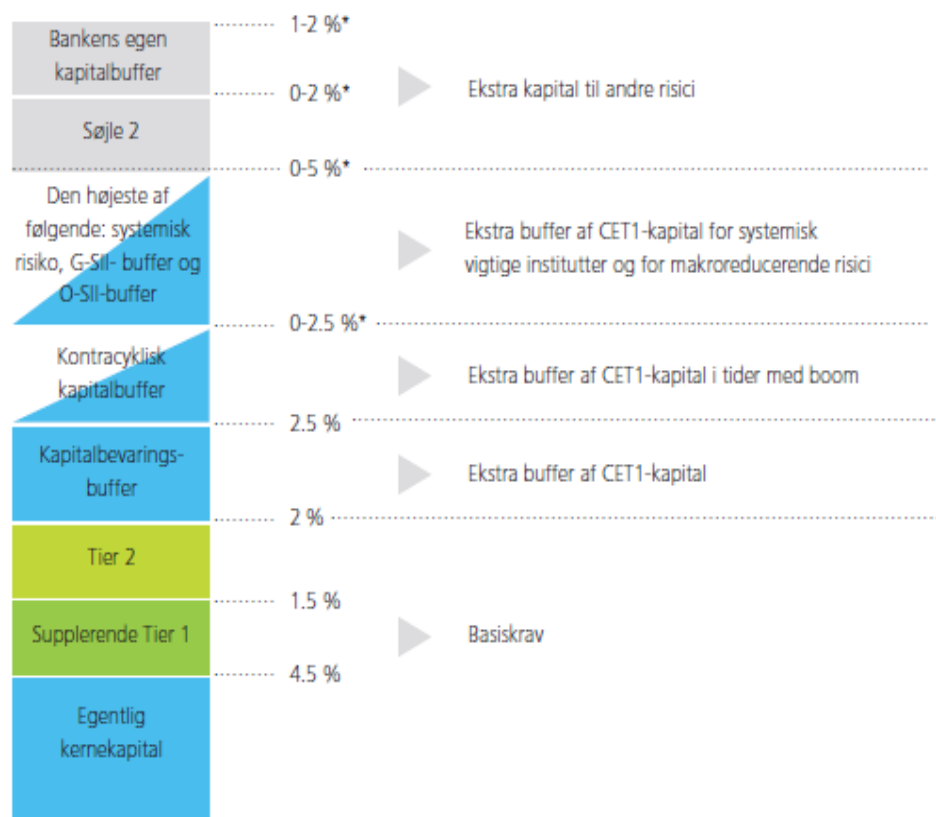 1-2 %*
Bankens egen
kapitalbuffer
0-2 %*
Ekstra kapital til andre risici
Søjle 2
0-5 %*
Den højeste af
følgende: systemisk
risiko, G-SII- buffer og
O-SII-buffer
Ekstra buffer af CET1-kapital for systemisk
vigtige institutter og for makroreducerende risici
0-2.5 %*
Kontracyklisk
kapitalbuffer
Ekstra buffer af CET1-kapital i tider med boom
2.5 %
Kapitalbevarings-
buffer
Ekstra buffer af CET1-kapital
2 %
Tier 2
1.5 %
Supplerende Tier 1
Basiskrav
4.5 %
Egentlig
kernekapital